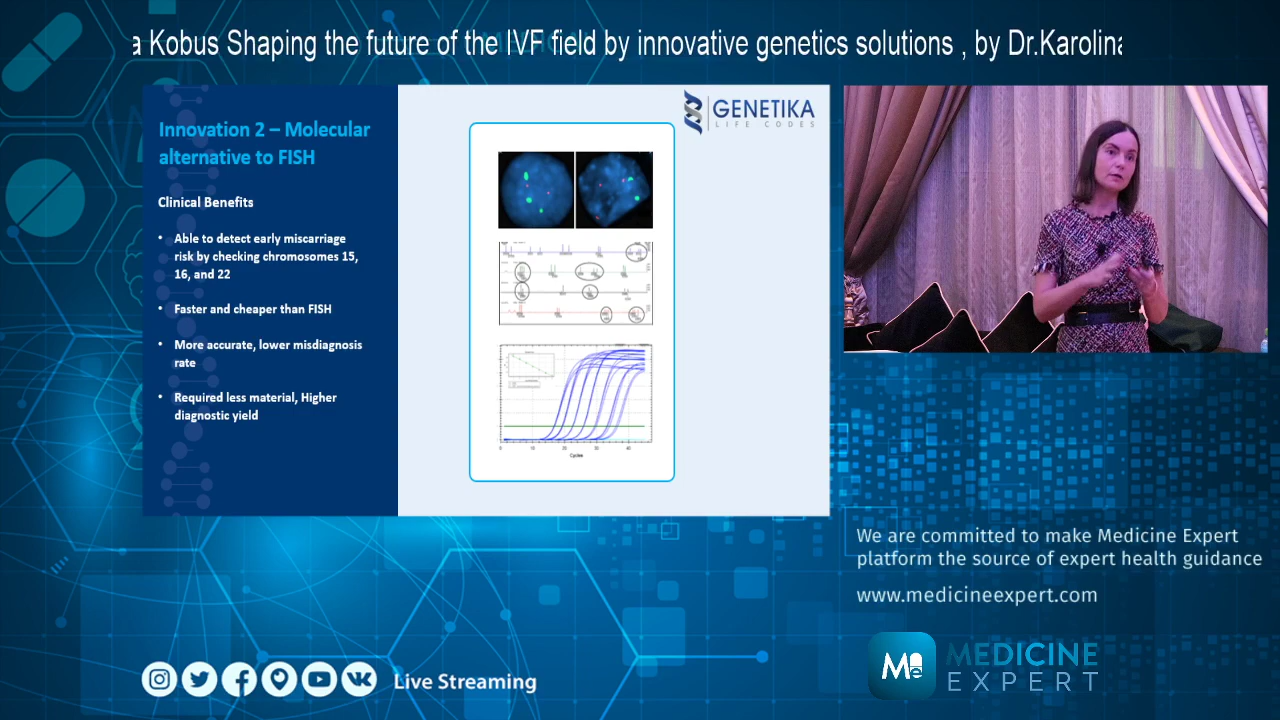 a Kobus Shaping the future of the IVF field by innovative genetics solutions , by Dr.Karolina
GENETIKA
LIFE CODES
Innovation 2 – Molecular
alternative to FISH
Clinical Benefits
• Able to detect early miscarriage
risk by checking chromosomes 15,
16, and 22
• Faster and cheaper than FISH
• More accurate, lower misdiagnosis
rate
• Required less material, Higher
diagnostic yield
Cycles
We are committed to make Medicine Expert
platform the source of expert health guidance
www.medicineexpert.com
Me
MEDICINE
EXPERT
Live Streaming